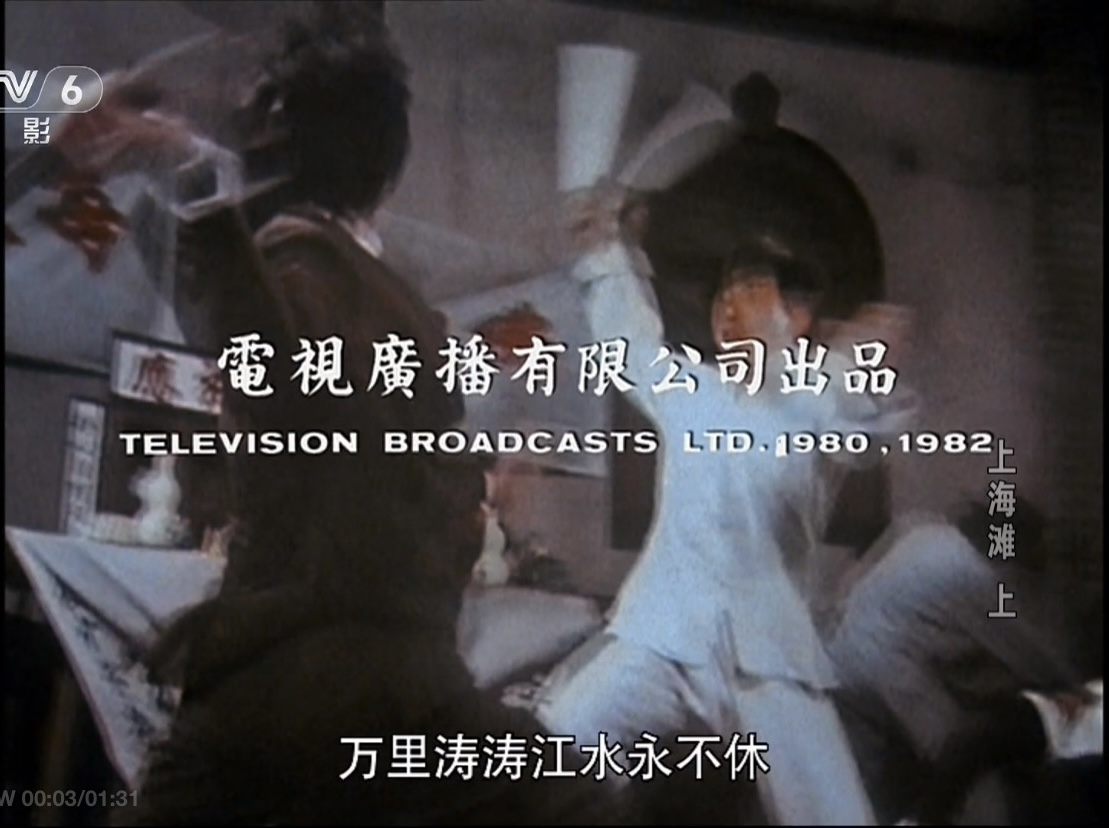 V 6
影
電視廣播有限公司出品
TELEVISION BROADCASTS LTD. 1980,1982
上海滩 上
万里涛涛江水永不休
W 00:03/01:31